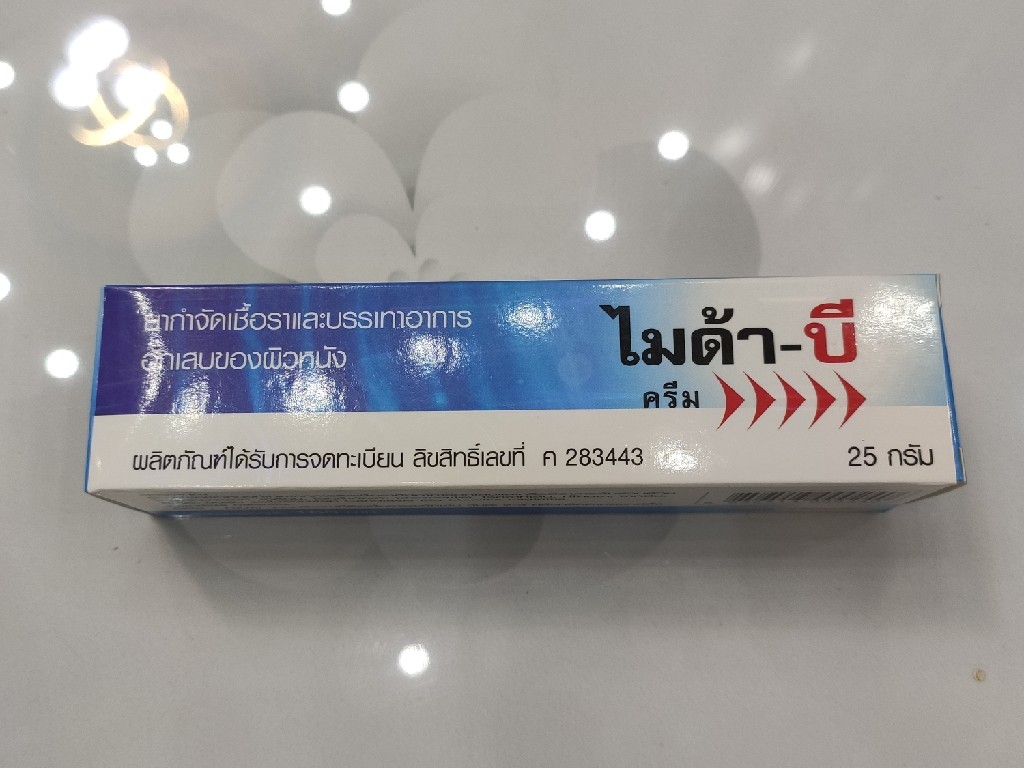 ยากำจัดเชื้อราและบรรเทาอาการ
อักเสบของผิวหนัง
ไมด้า-บี
ครีม
ผลิตภัณฑ์ได้รับการจดทะเบียน ลิขสิทธิ์เลขที่ ค 283443
25 กรัม